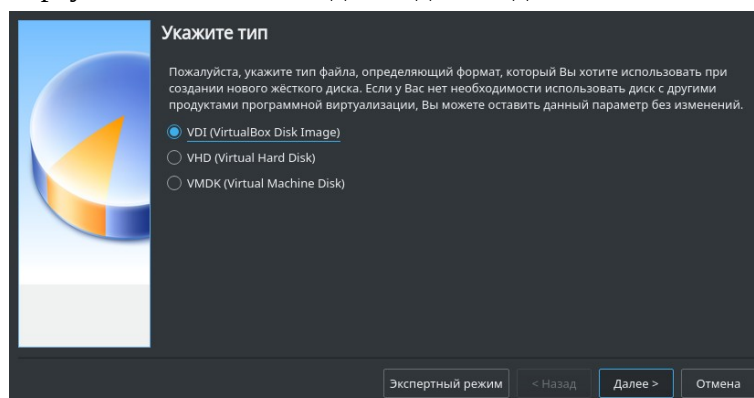 Укажите тип
Пожалуйста, укажите тип файла, определяющий формат, который Вы хотите использовать при
создании нового жёсткого диска. Если у Вас нет необходимости использовать диск с другими
продуктами программной виртуализации, Вы можете оставить данный параметр без изменений.
VDI (VirtualBox Disk Image)
VHD (Virtual Hard Disk)
VMDK (Virtual Machine Disk)
Экспертный режим < Назад Далее > Отмена